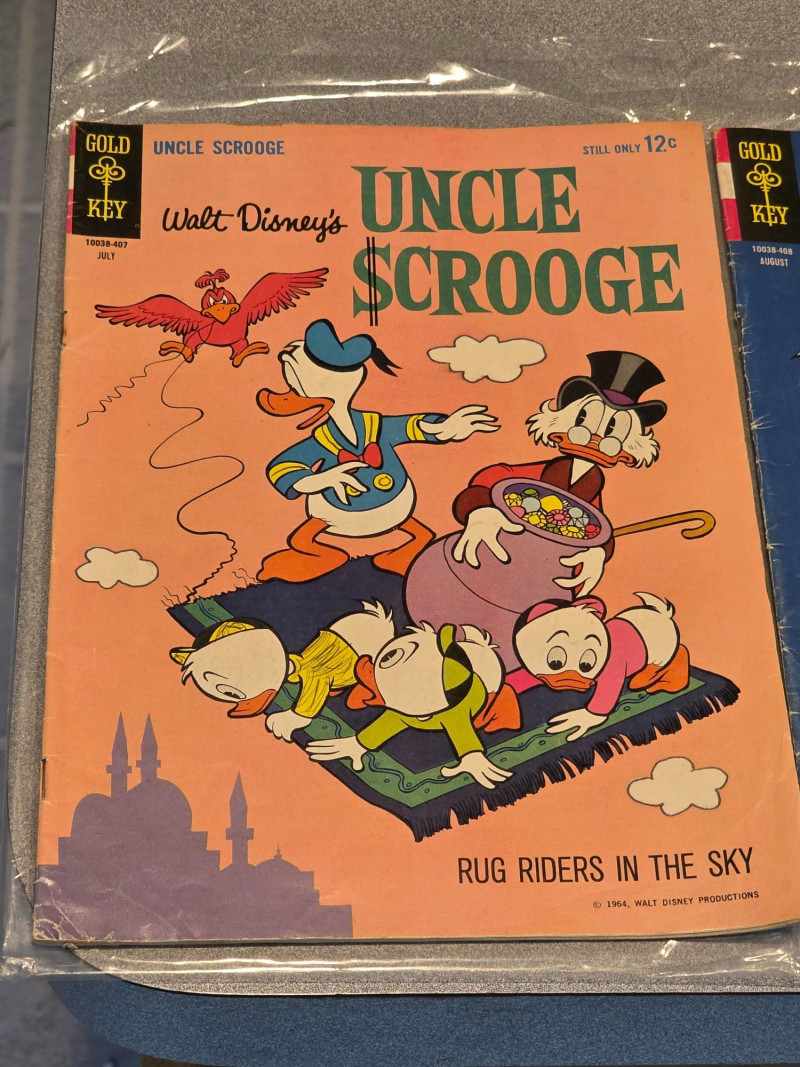 GOLD
KEY
10038-407
JULY
UNCLE SCROOGE
STILL ONLY 12¢
Walt Disney's
UNCLE
$CROOGE
RUG RIDERS IN THE SKY
© 1964, WALT DISNEY PRODUCTIONS
GOLD
KEY
10038-408
AUGUST